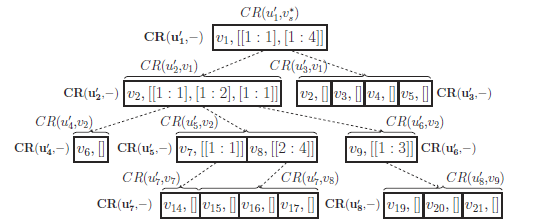 CR(u′₁,v*ₛ)
CR(u′₁,−) v₁, [[1 : 1], [1 : 4]]
CR(u′₂,v₁) CR(u′₃,v₁)
CR(u′₂,−) v₂, [[1 : 1], [1 : 2], [1 : 1]] v₂, [] v₃, [] v₄, [] v₅, [] CR(u′₃,−)
CR(u′₄,v₂) CR(u′₅,v₂) CR(u′₆,v₂)
CR(u′₄,−) v₆, [] CR(u′₅,−) v₇, [[1 : 1]] v₈, [[2 : 4]] v₉, [[1 : 3]] CR(u′₆,−)
CR(u′₇,v₇) CR(u′₇,v₈) CR(u′₈,v₉)
CR(u′₇,−) v₁₄, [] v₁₅, [] v₁₆, [] v₁₇, [] CR(u′₈,−) v₁₉, [] v₂₀, [] v₂₁, []